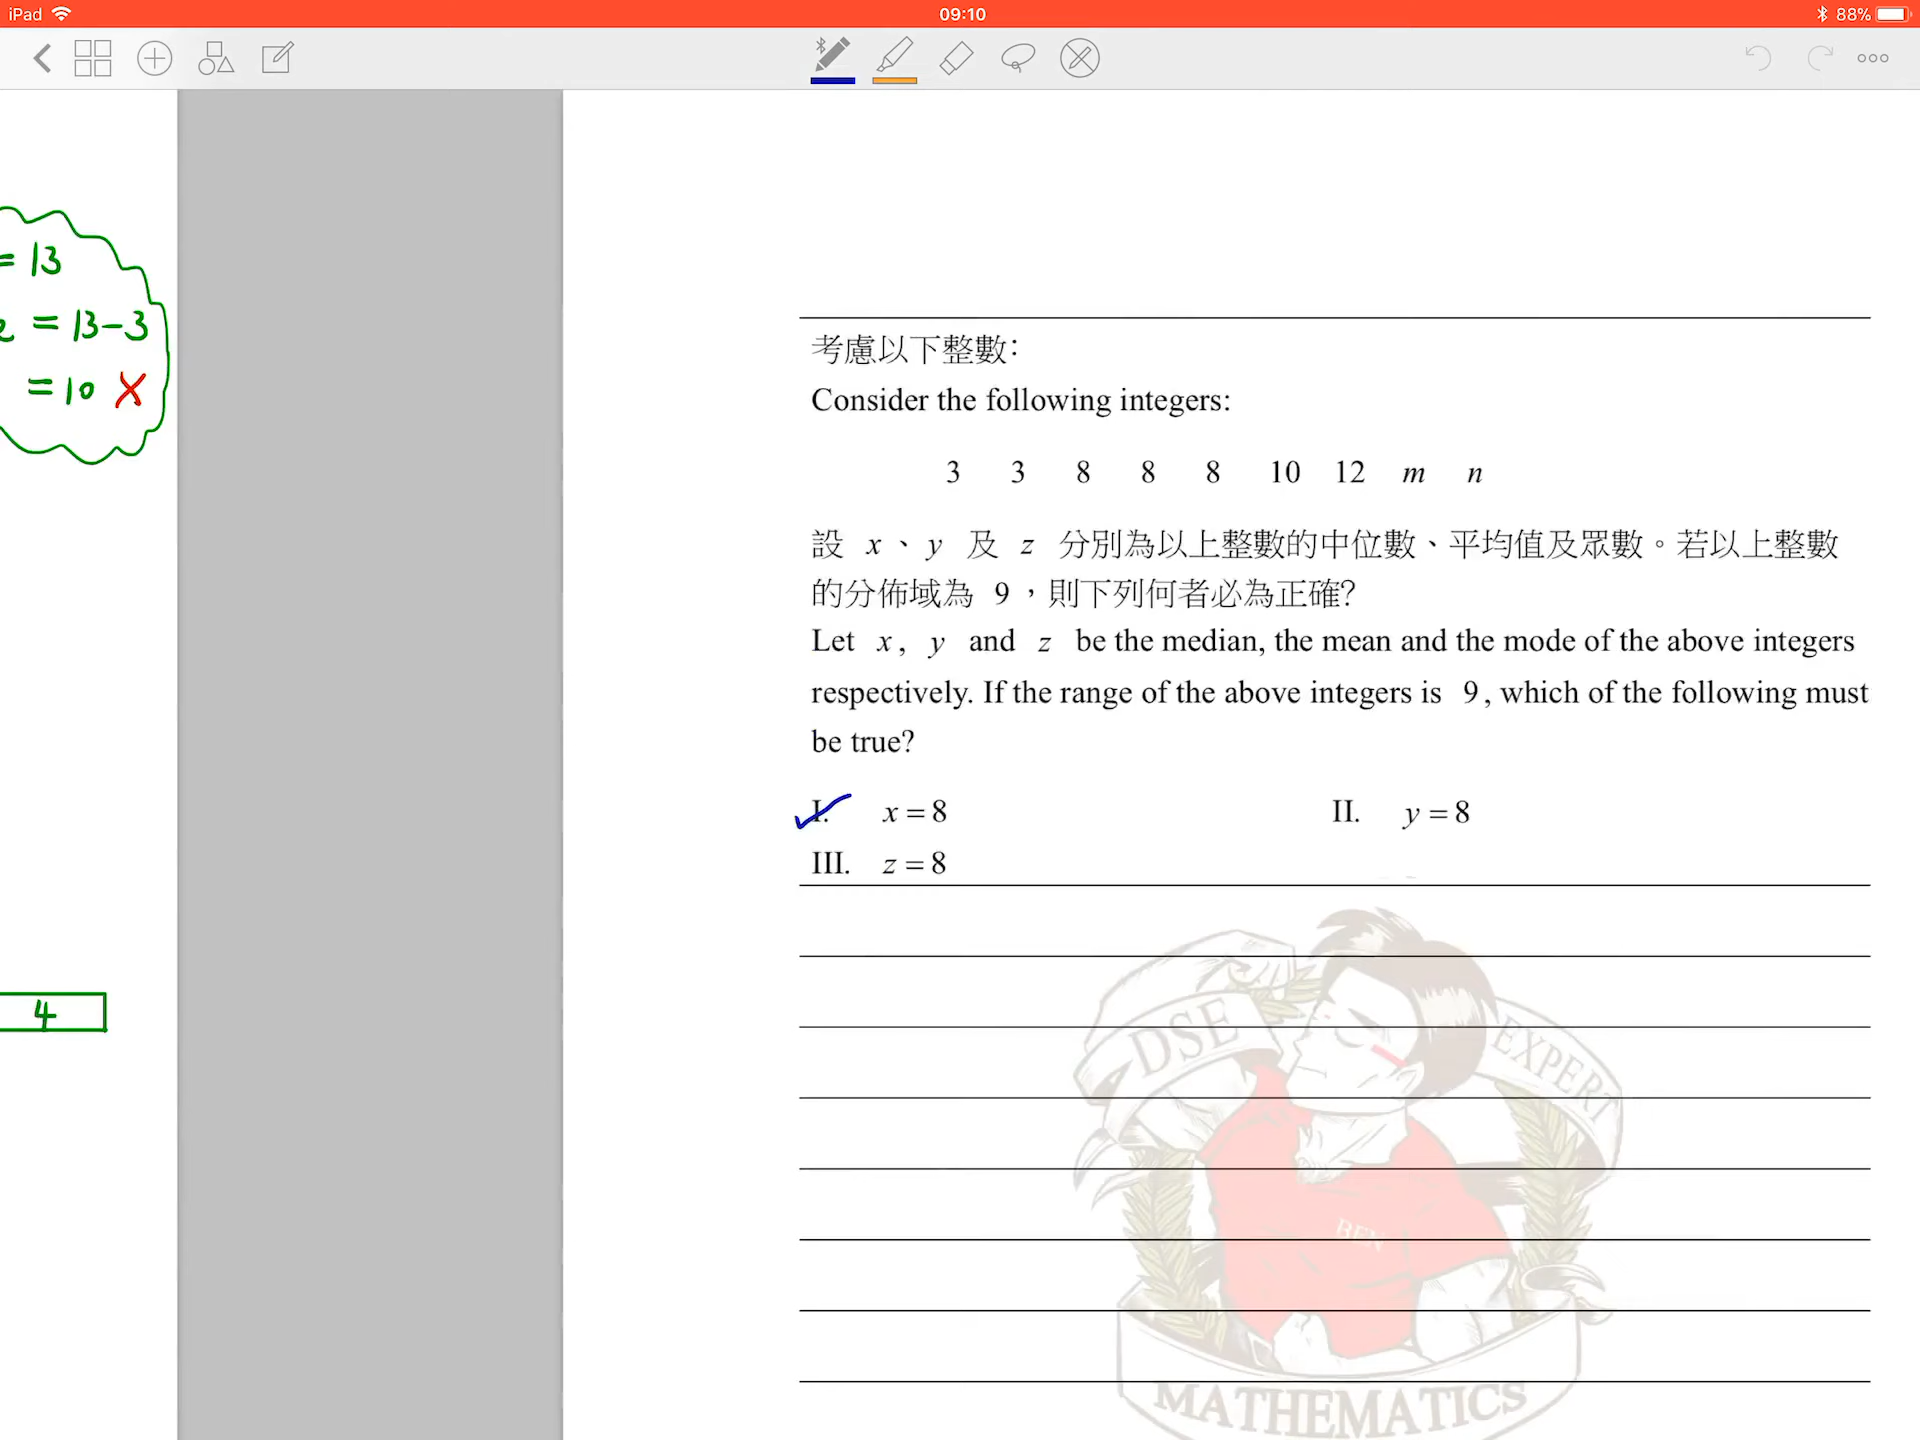 iPad 09:10 88%
= 13
= 13-3
= 10 X
4
考慮以下整數：
Consider the following integers:
3 3 8 8 8 10 12 m n
設 x、y 及 z 分別為以上整數的中位數、平均值及眾數。若以上整數
的分佈域為 9，則下列何者必為正確？
Let x, y and z be the median, the mean and the mode of the above integers
respectively. If the range of the above integers is 9, which of the following must
be true?
I. x = 8 II. y = 8
III. z = 8
DSE EXPERT
BEN
MATHEMATICS